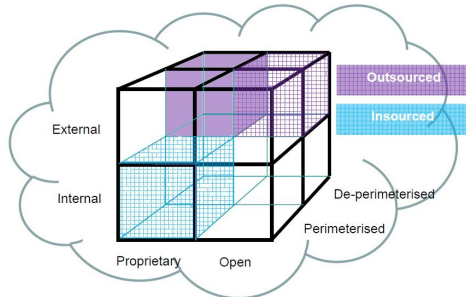 Outsourced
Insourced
External
Internal
De-perimeterised
Perimeterised
Proprietary
Open